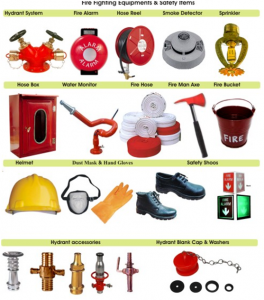 Fire Fighting Equipments & Safety Items
Hydrant System Fire Alarm Hose Reel Smoke Detector Sprinkler
ALARM
Hose Box Water Monitor Fire Hose Fire Man Axe Fire Bucket
FIRE
Helmet Dust Mask & Hand Gloves Safety Shoos
Hydrant accessories Hydrant Blank Cap & Washers